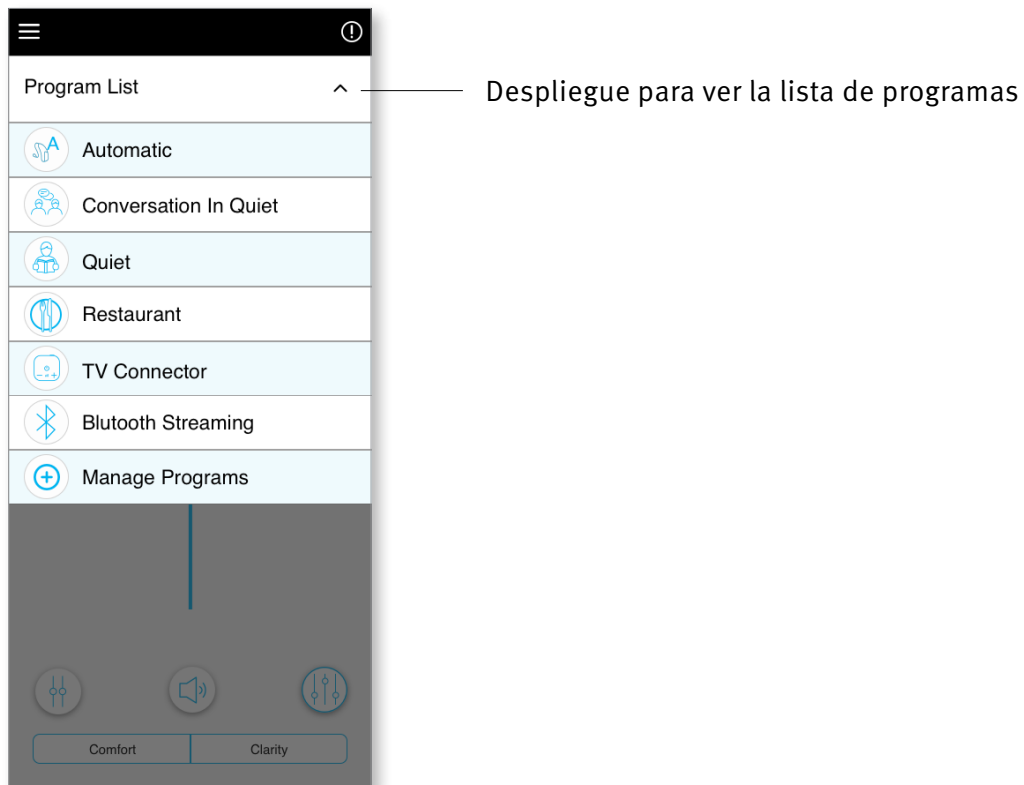 Program List
Despliegue para ver la lista de programas
A
Automatic
Conversation In Quiet
Quiet
Restaurant
TV Connector
Blutooth Streaming
Manage Programs
Comfort
Clarity